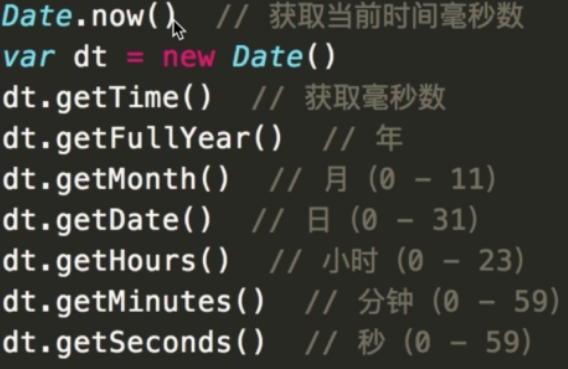 Date.now()  // 获取当前时间毫秒数
var dt = new Date()
dt.getTime()  // 获取毫秒数
dt.getFullYear()  // 年
dt.getMonth()  // 月 (0 - 11)
dt.getDate()  // 日 (0 - 31)
dt.getHours()  // 小时 (0 - 23)
dt.getMinutes()  // 分钟 (0 - 59)
dt.getSeconds()  // 秒 (0 - 59)